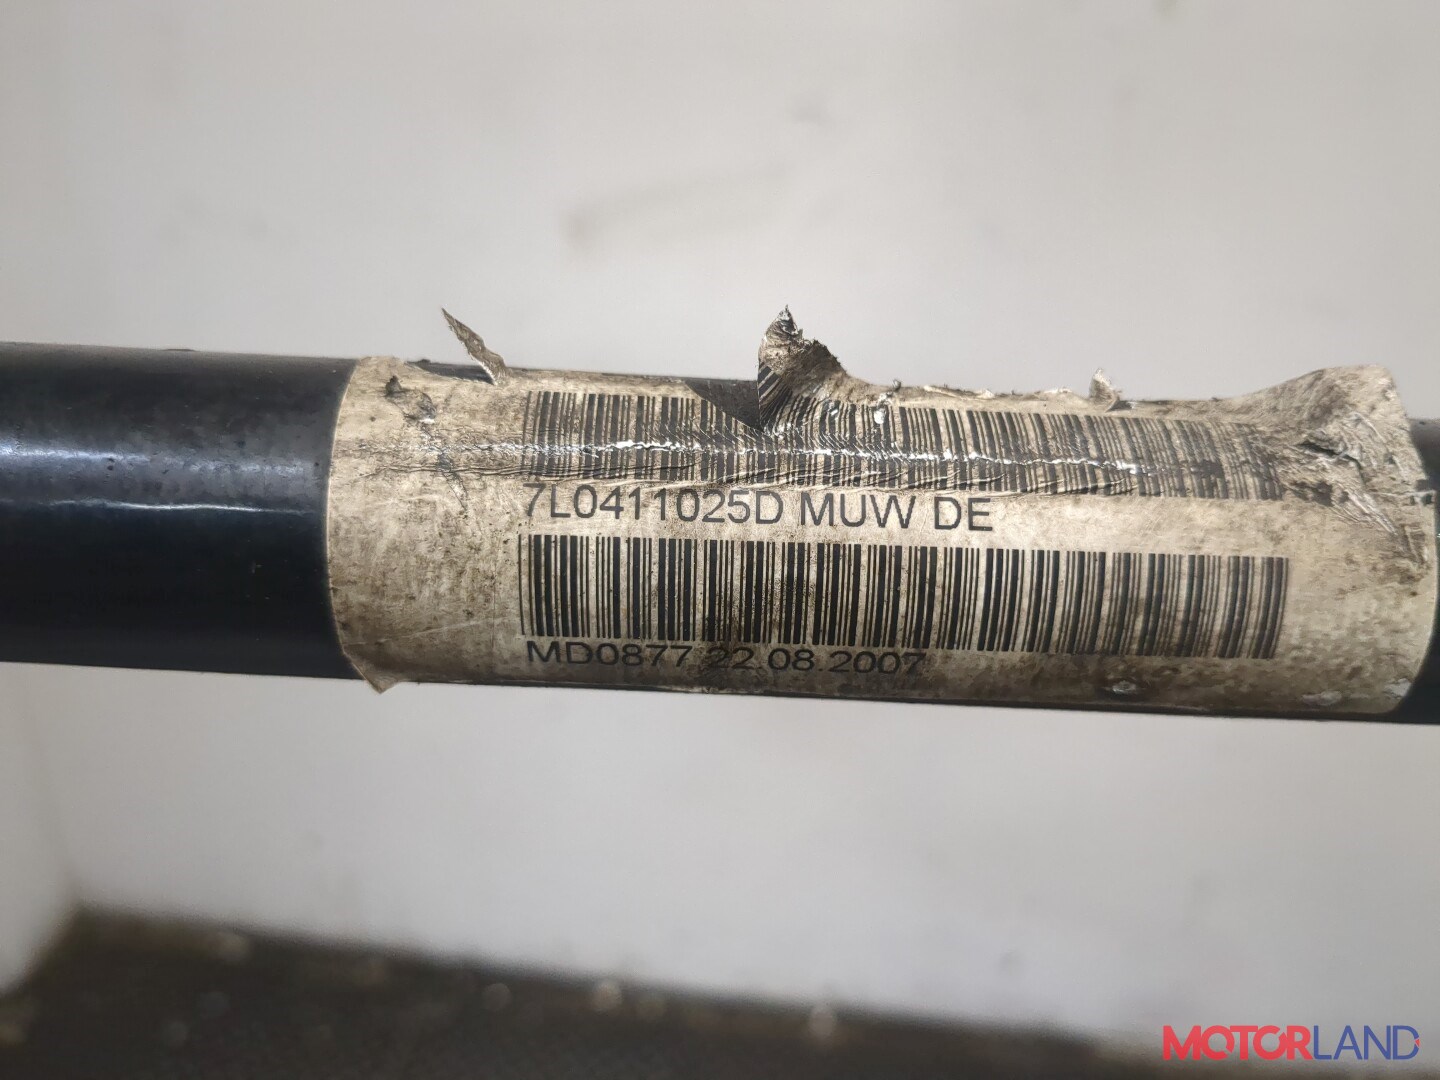 7L0411025D MUW DE
MD0877 22.08.2007
MOTORLAND